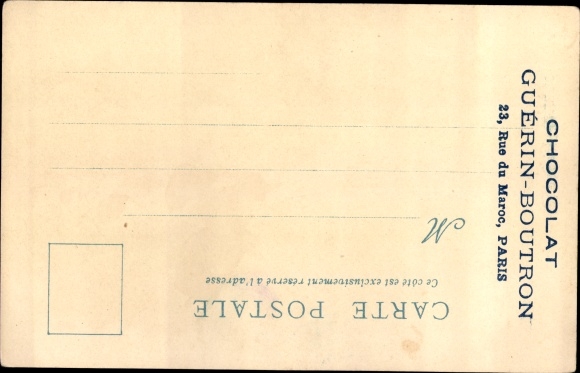 CARTE POSTALE
Ce côté est exclusivement réservé a l'adresse
M
CHOCOLAT
GUÉRIN-BOUTRON
23, Rue du Maroc, PARIS